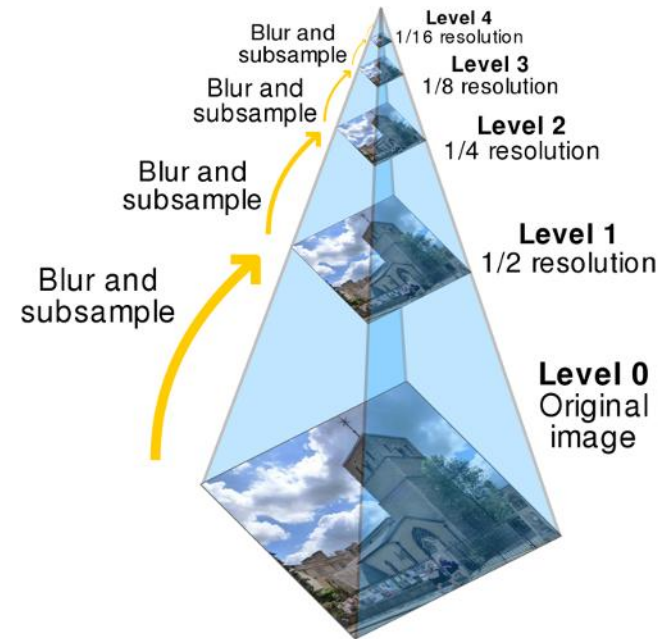 Level 4
1/16 resolution
Blur and
subsample
Level 3
1/8 resolution
Blur and
subsample
Level 2
1/4 resolution
Blur and
subsample
Level 1
1/2 resolution
Blur and
subsample
Level 0
Original
image